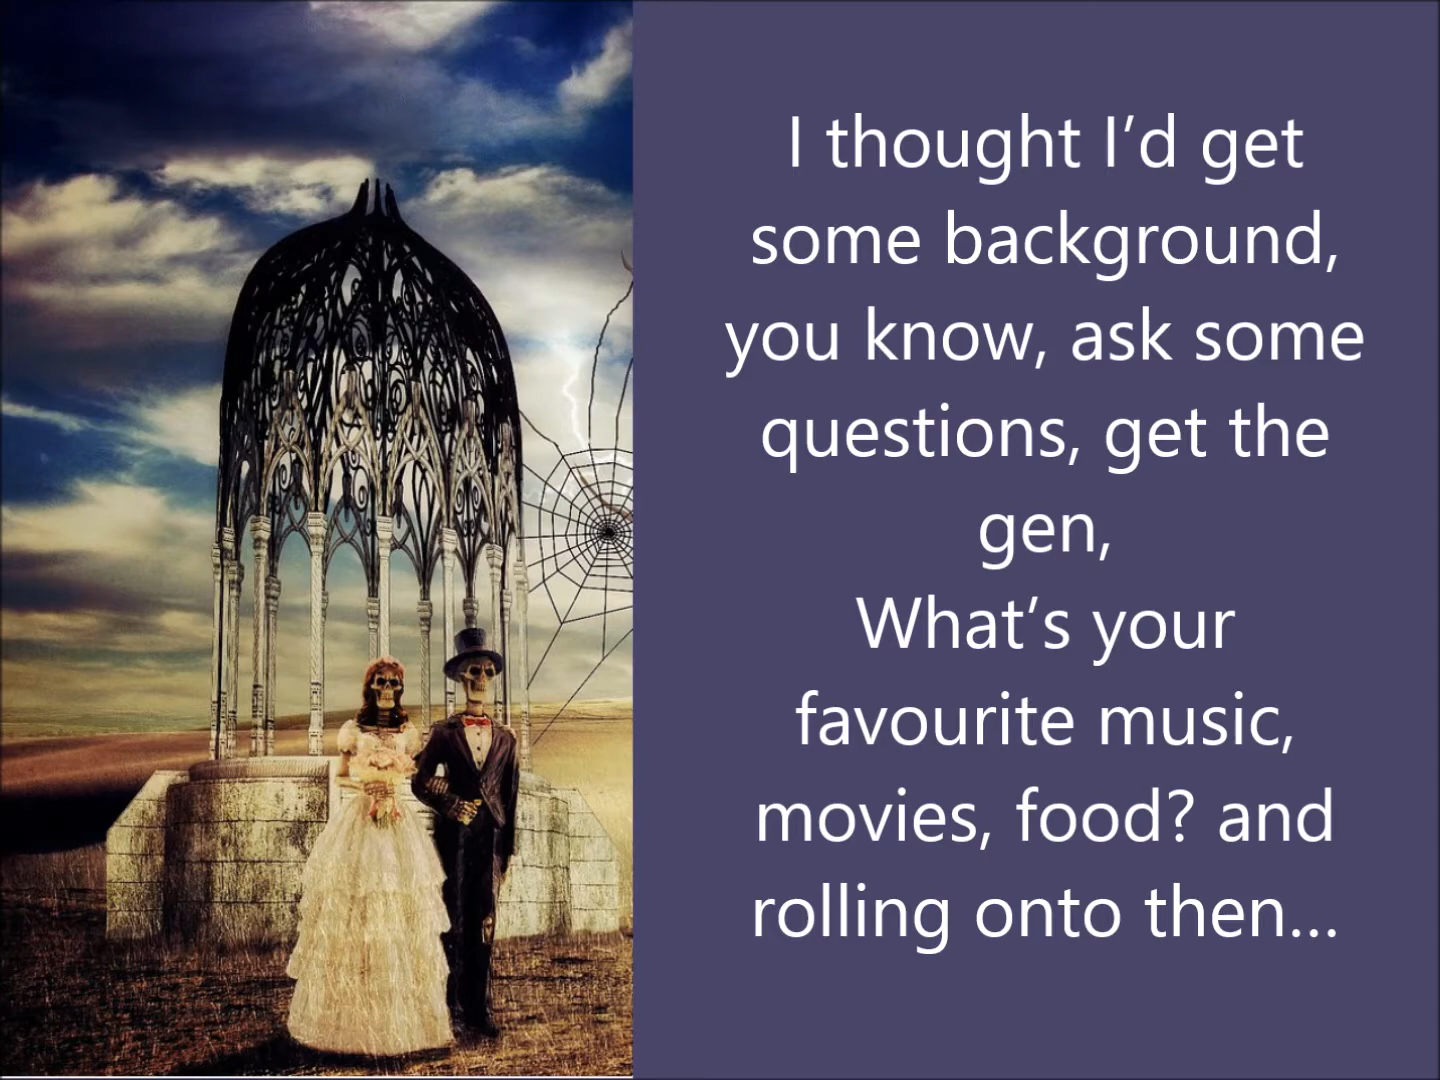 I thought I’d get
some background,
you know, ask some
questions, get the
gen,
What’s your
favourite music,
movies, food? and
rolling onto then…